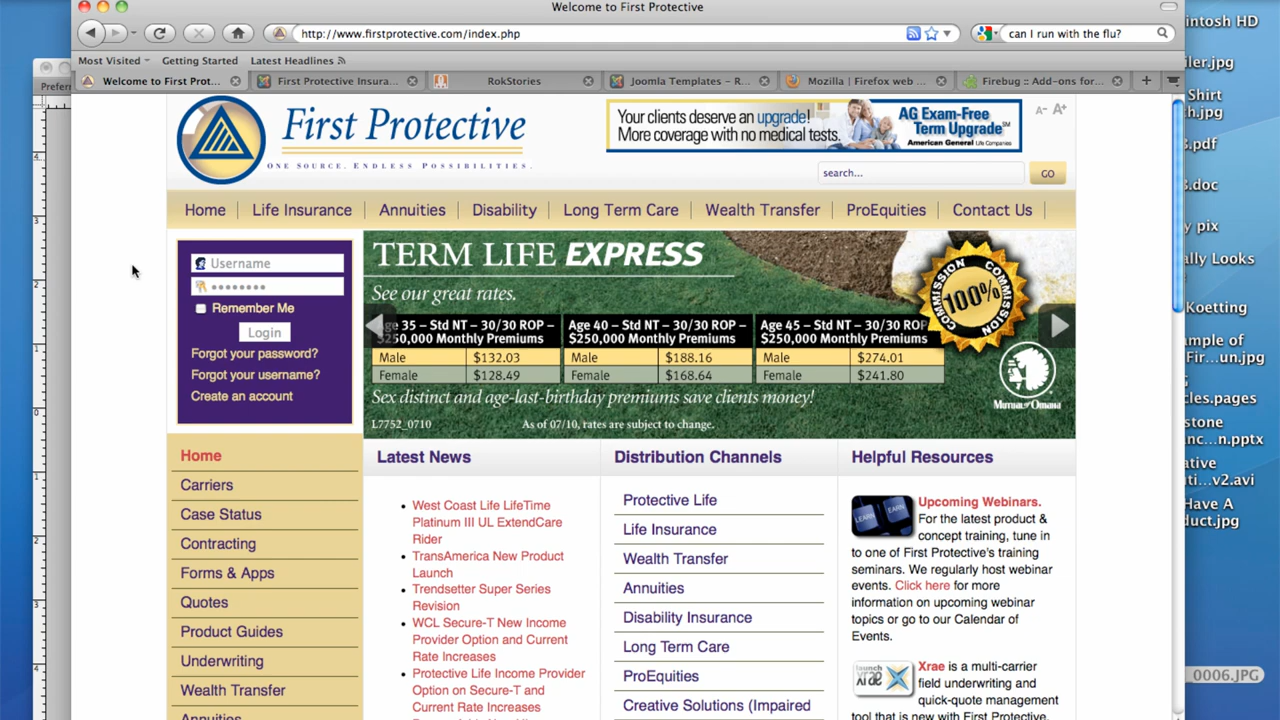 Welcome to First Protective
http://www.firstprotective.com/index.php
can I run with the flu?
Most Visited
Getting Started
Latest Headlines
Welcome to First Prot...
First Protective Insura...
RokStories
Joomla Templates – R...
Mozilla | Firefox web ...
Firebug :: Add-ons for...
First Protective
ONE SOURCE. ENDLESS POSSIBILITIES.
Your clients deserve an upgrade!
More coverage with no medical tests.
AG Exam-Free
Term Upgrade℠
American General Life Companies
A- A+
search...
GO
Home
Life Insurance
Annuities
Disability
Long Term Care
Wealth Transfer
ProEquities
Contact Us
Username
Remember Me
Login
Forgot your password?
Forgot your username?
Create an account
TERM LIFE EXPRESS
See our great rates.
ge 35 – Std NT – 30/30 ROP –
250,000 Monthly Premiums
Male $132.03
Female $128.49
Age 40 – Std NT – 30/30 ROP –
$250,000 Monthly Premiums
Male $188.16
Female $168.64
Age 45 – Std NT – 30/30 ROP
$250,000 Monthly Premiums
Male $274.01
Female $241.80
Sex distinct and age-last-birthday premiums save clients money!
L7752_0710
As of 07/10, rates are subject to change.
COMMISSION
100%
COMMISSION
MUTUAL OF OMAHA
Home
Carriers
Case Status
Contracting
Forms & Apps
Quotes
Product Guides
Underwriting
Wealth Transfer
Annuities
Latest News
West Coast Life LifeTime
Platinum III UL ExtendCare
Rider
TransAmerica New Product
Launch
Trendsetter Super Series
Revision
WCL Secure-T New Income
Provider Option and Current
Rate Increases
Protective Life Income Provider
Option on Secure-T and
Current Rate Increases
Distribution Channels
Protective Life
Life Insurance
Wealth Transfer
Annuities
Disability Insurance
Long Term Care
ProEquities
Creative Solutions (Impaired
Helpful Resources
LEARN
EARN
Upcoming Webinars.
For the latest product &
concept training, tune in
to one of First Protective's training
seminars. We regularly host webinar
events. Click here for more
information on upcoming webinar
topics or go to our Calendar of
Events.
launch
Xrae is a multi-carrier
field underwriting and
quick-quote management
tool that is new with First Protective.
Prefer
intosh HD
iler.jpg
Shirt
h.jpg
.pdf
.doc
y pix
ally Looks
Koetting
mple of
Fir...un.jpg
cles.pages
stone
nc...n.pptx
ative
uti...v2.avi
Have A
duct.jpg
0006.JPG